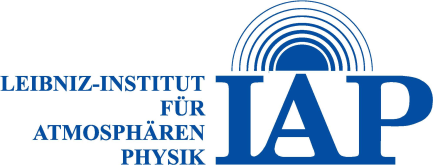 LEIBNIZ-INSTITUT
FÜR
ATMOSPHÄREN
PHYSIK
IAP